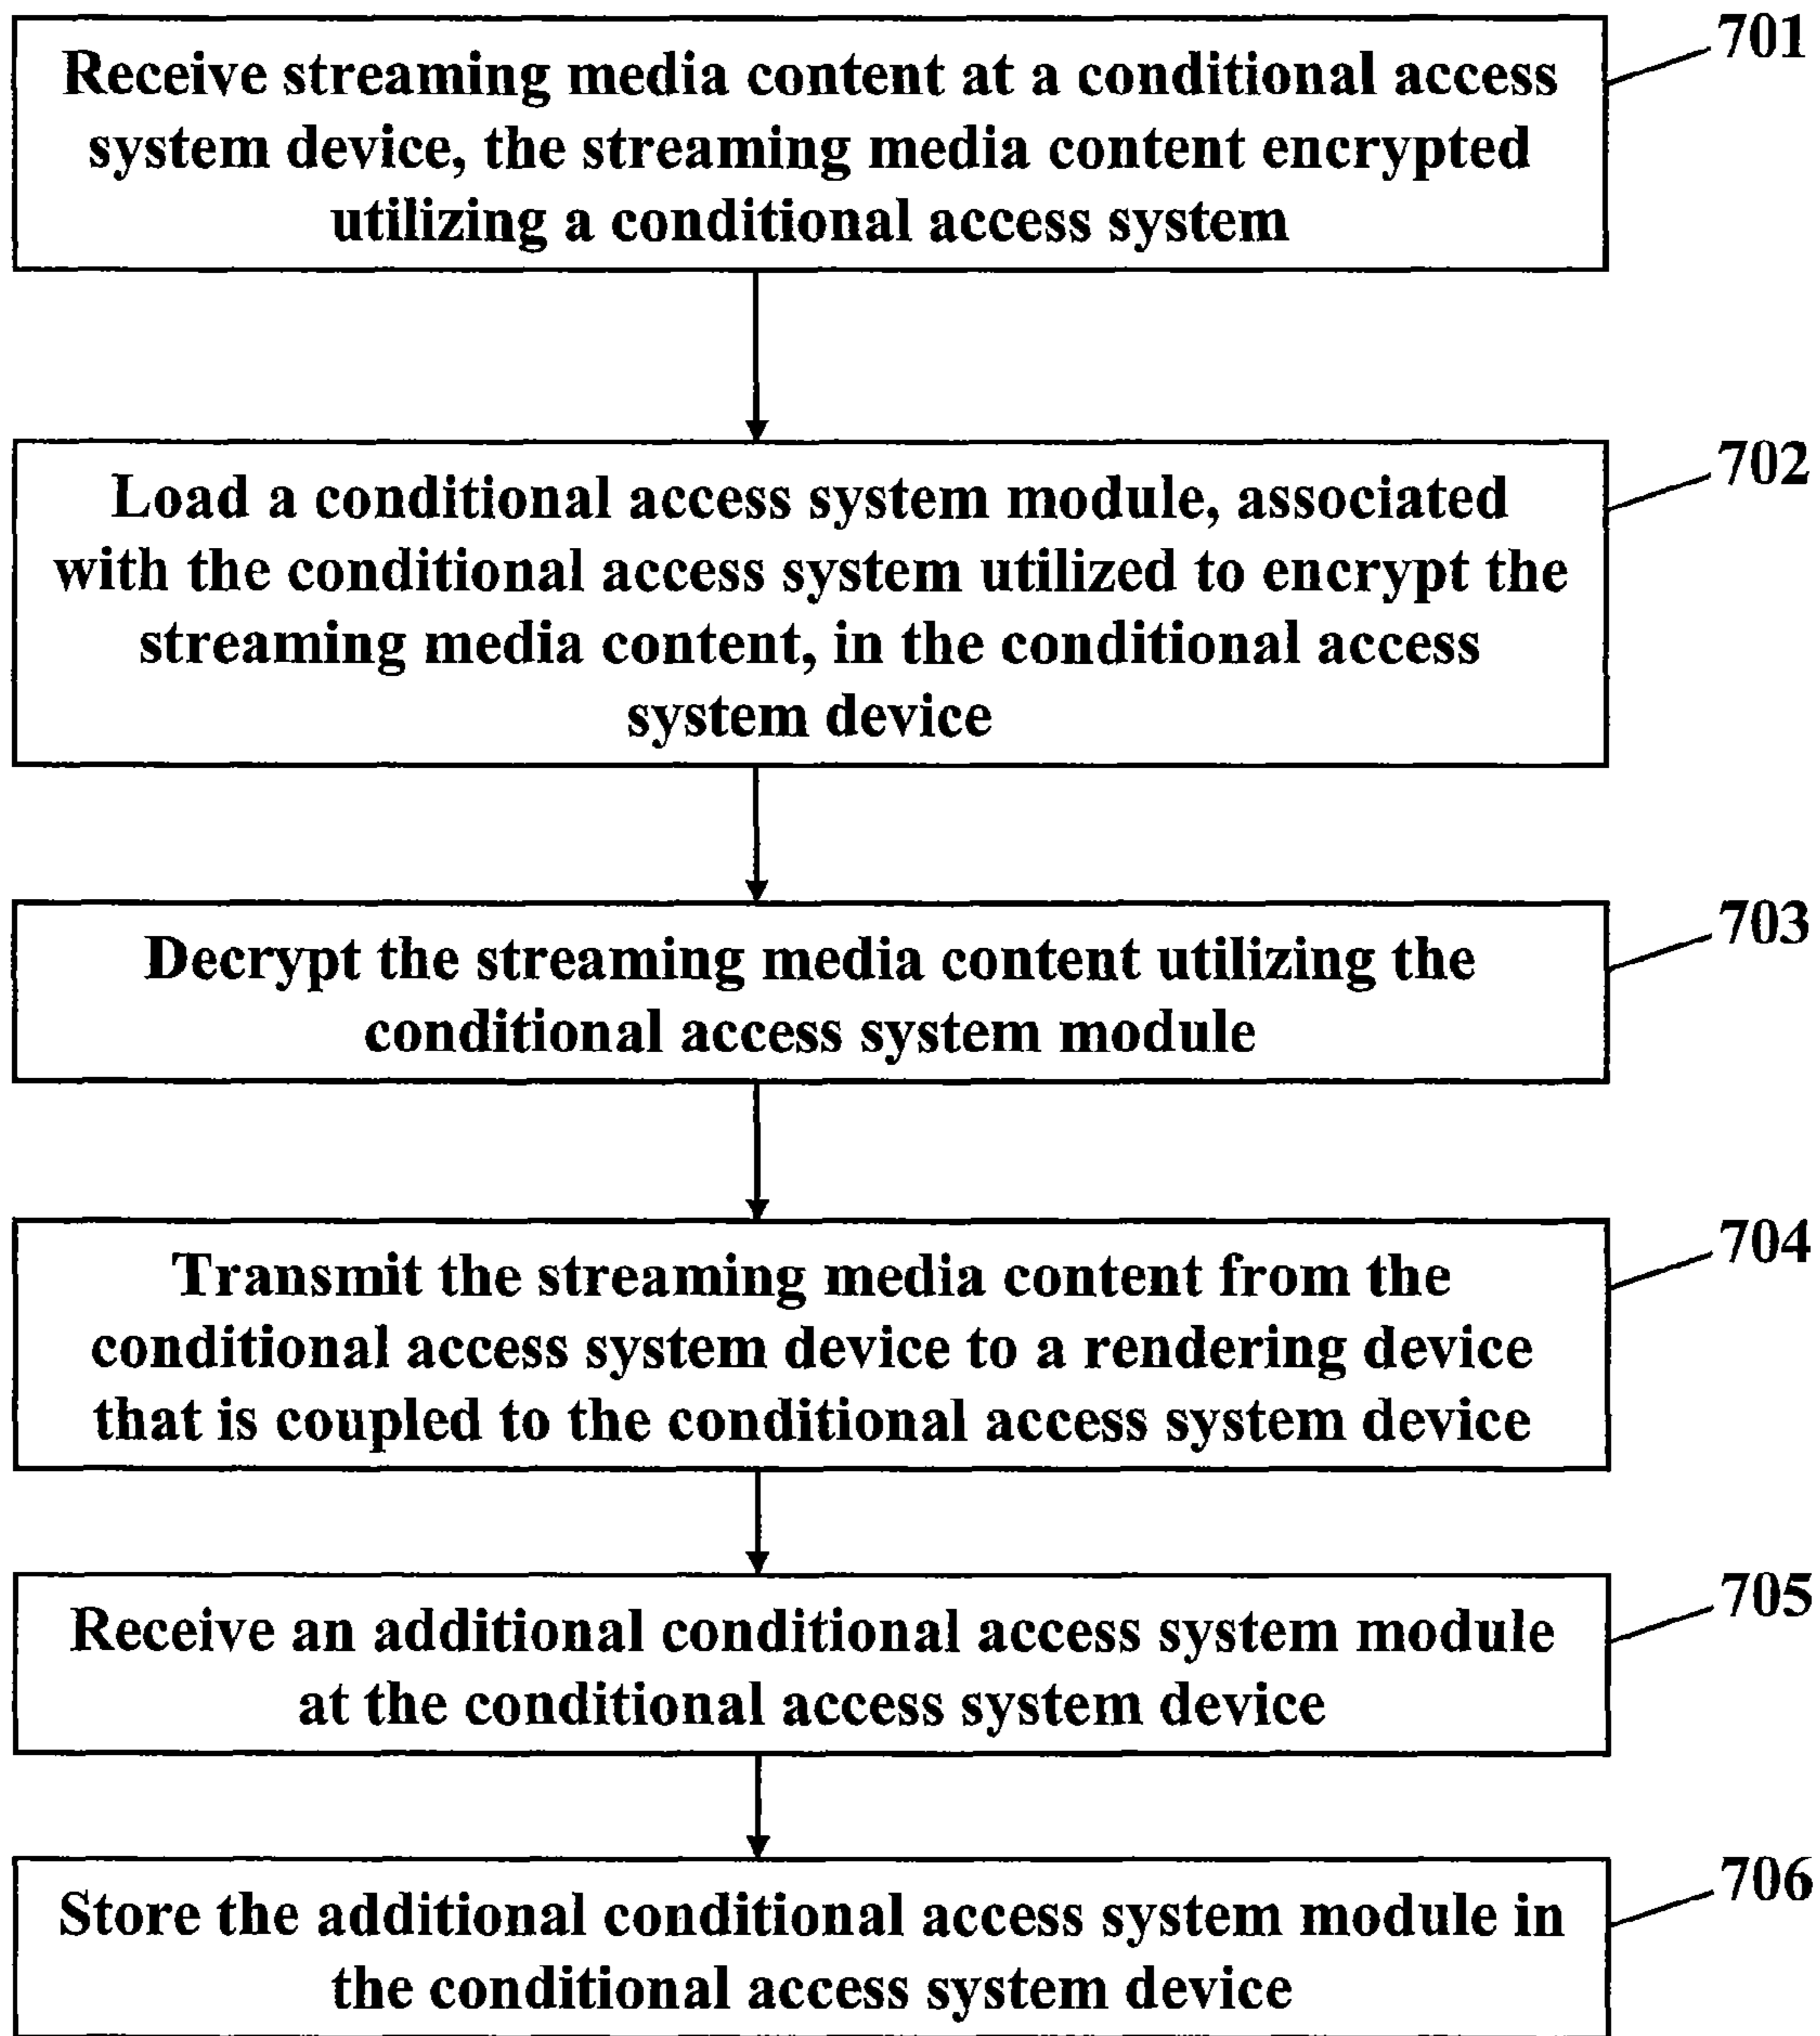 701
Receive streaming media content at a conditional access
system device, the streaming media content encrypted
utilizing a conditional access system
702
Load a conditional access system module, associated
with the conditional access system utilized to encrypt the
streaming media content, in the conditional access
system device
703
Decrypt the streaming media content utilizing the
conditional access system module
704
Transmit the streaming media content from the
conditional access system device to a rendering device
that is coupled to the conditional access system device
705
Receive an additional conditional access system module
at the conditional access system device
706
Store the additional conditional access system module in
the conditional access system device